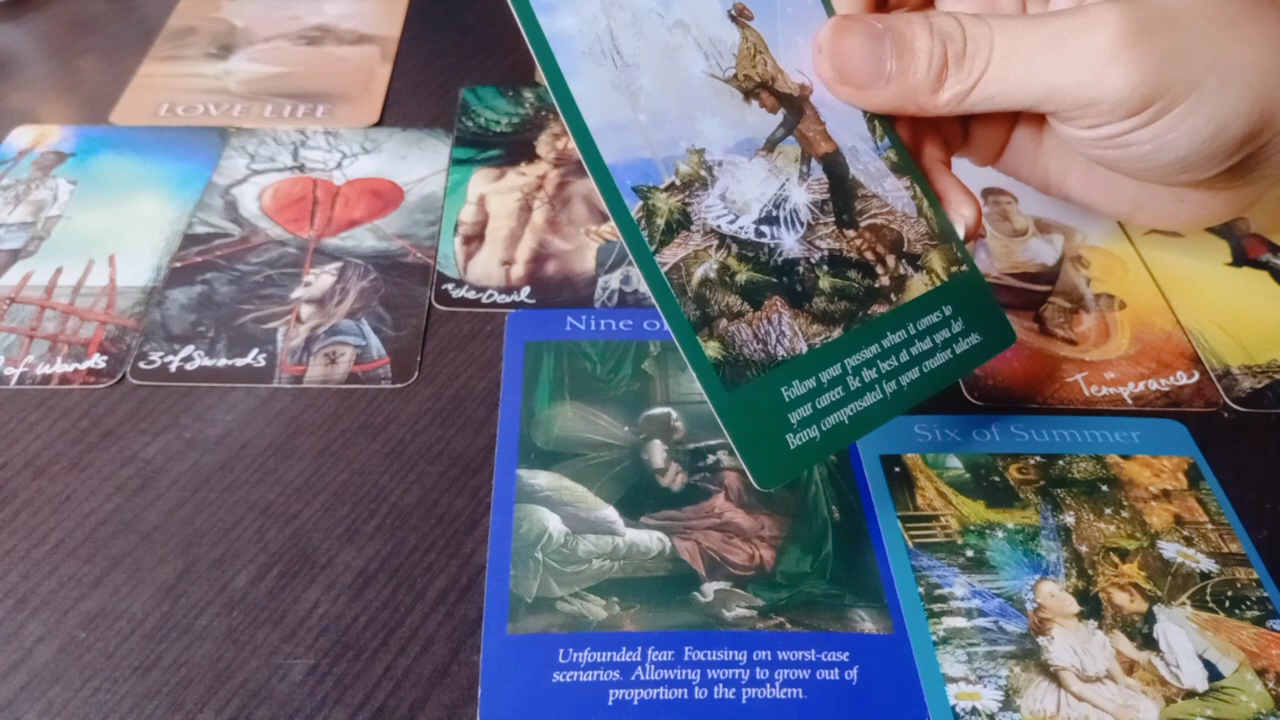 LOVE LIFE
of Wands
3 of Swords
the Devil
Nine of
Follow your passion when it comes to
your career. Be the best at what you do!
Being compensated for your creative talents.
Temperance
Six of Summer
Unfounded fear. Focusing on worst-case
scenarios. Allowing worry to grow out of
proportion to the problem.